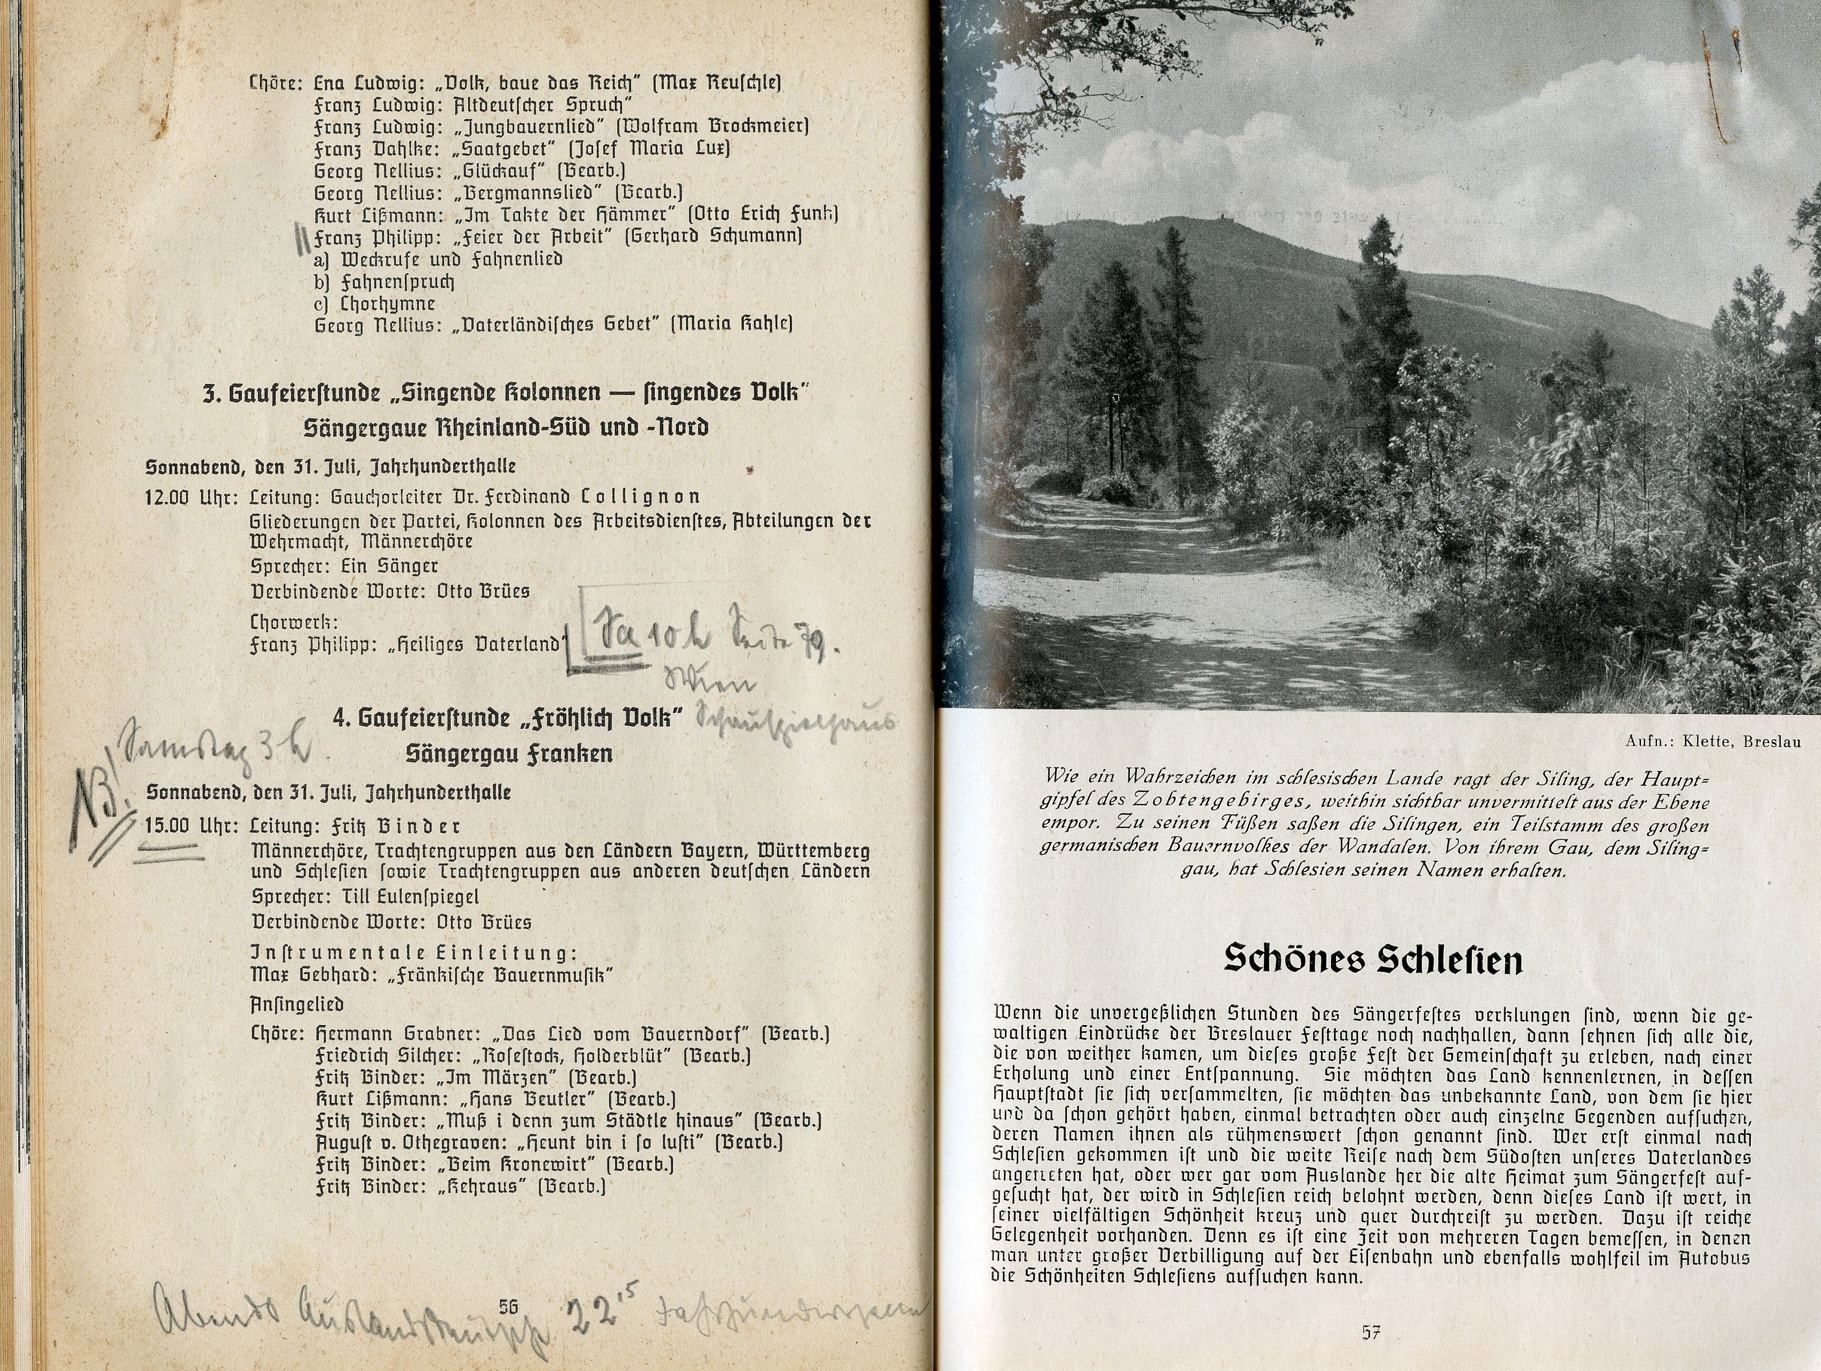 Chöre: Ena Ludwig: „Volk, baue das Reich" (Max Reuschle)
Franz Ludwig: Altdeutscher Spruch"
Franz Ludwig: „Jungbauernlied" (Wolfram Brockmeier)
Franz Dahlke: „Saatgebet" (Josef Maria Lux)
Georg Nellius: „Glückauf" (Bearb.)
Georg Nellius: „Bergmannslied" (Bearb.)
Kurt Lißmann: „Im Takte der Hämmer" (Otto Erich Funk)
Franz Philipp: „Feier der Arbeit" (Gerhard Schumann)
a) Weckrufe und Fahnenlied
b) Fahnenspruch
c) Chorhymne
Georg Nellius: „Vaterländisches Gebet" (Maria Kahle)
3. Gaufeierstunde „Singende Kolonnen — singendes Volk"
Sängergaue Rheinland-Süd und -Nord
Sonnabend, den 31. Juli, Jahrhunderthalle
12.00 Uhr: Leitung: Gauchorleiter Dr. Ferdinand Collignon
Gliederungen der Partei, Kolonnen des Arbeitsdienstes, Abteilungen der
Wehrmacht, Männerchöre
Sprecher: Ein Sänger
Verbindende Worte: Otto Brües
Chorwerk:
Franz Philipp: „Heiliges Vaterland"
Sa 10 h Seite 79.
Wien
Schauspielhaus
4. Gaufeierstunde „Fröhlich Volk"
Sängergau Franken
Samstag 3 h.
NB!
Sonnabend, den 31. Juli, Jahrhunderthalle
15.00 Uhr: Leitung: Fritz Binder
Männerchöre, Trachtengruppen aus den Ländern Bayern, Württemberg
und Schlesien sowie Trachtengruppen aus anderen deutschen Ländern
Sprecher: Till Eulenspiegel
Verbindende Worte: Otto Brües
Instrumentale Einleitung:
Max Gebhard: „Fränkische Bauernmusik"
Ansingelied
Chöre: Hermann Grabner: „Das Lied vom Bauerndorf" (Bearb.)
Friedrich Silcher: „Rosestock, Holderblüt" (Bearb.)
Fritz Binder: „Im Märzen" (Bearb.)
Kurt Lißmann: „Hans Beutler" (Bearb.)
Fritz Binder: „Muß i denn zum Städtle hinaus" (Bearb.)
August v. Othegraven: „Heunt bin i so lusti" (Bearb.)
Fritz Binder: „Beim Kronewirt" (Bearb.)
Fritz Binder: „Kehraus" (Bearb.)
56
Abends 22¹⁵
Aufn.: Klette, Breslau
Wie ein Wahrzeichen im schlesischen Lande ragt der Siling, der Haupt=
gipfel des Zobtengebirges, weithin sichtbar unvermittelt aus der Ebene
empor. Zu seinen Füßen saßen die Silingen, ein Teilstamm des großen
germanischen Bauernvolkes der Wandalen. Von ihrem Gau, dem Siling=
gau, hat Schlesien seinen Namen erhalten.
Schönes Schlesien
Wenn die unvergeßlichen Stunden des Sängerfestes verklungen sind, wenn die ge-
waltigen Eindrücke der Breslauer Festtage noch nachhallen, dann sehnen sich alle die,
die von weither kamen, um dieses große Fest der Gemeinschaft zu erleben, nach einer
Erholung und einer Entspannung. Sie möchten das Land kennenlernen, in dessen
Hauptstadt sie sich versammelten, sie möchten das unbekannte Land, von dem sie hier
und da schon gehört haben, einmal betrachten oder auch einzelne Gegenden aufsuchen,
deren Namen ihnen als rühmenswert schon genannt sind. Wer erst einmal nach
Schlesien gekommen ist und die weite Reise nach dem Südosten unseres Vaterlandes
angetreten hat, oder wer gar vom Auslande her die alte Heimat zum Sängerfest auf-
gesucht hat, der wird in Schlesien reich belohnt werden, denn dieses Land ist wert, in
seiner vielfältigen Schönheit kreuz und quer durchreist zu werden. Dazu ist reiche
Gelegenheit vorhanden. Denn es ist eine Zeit von mehreren Tagen bemessen, in denen
man unter großer Verbilligung auf der Eisenbahn und ebenfalls wohlfeil im Autobus
die Schönheiten Schlesiens aufsuchen kann.
57